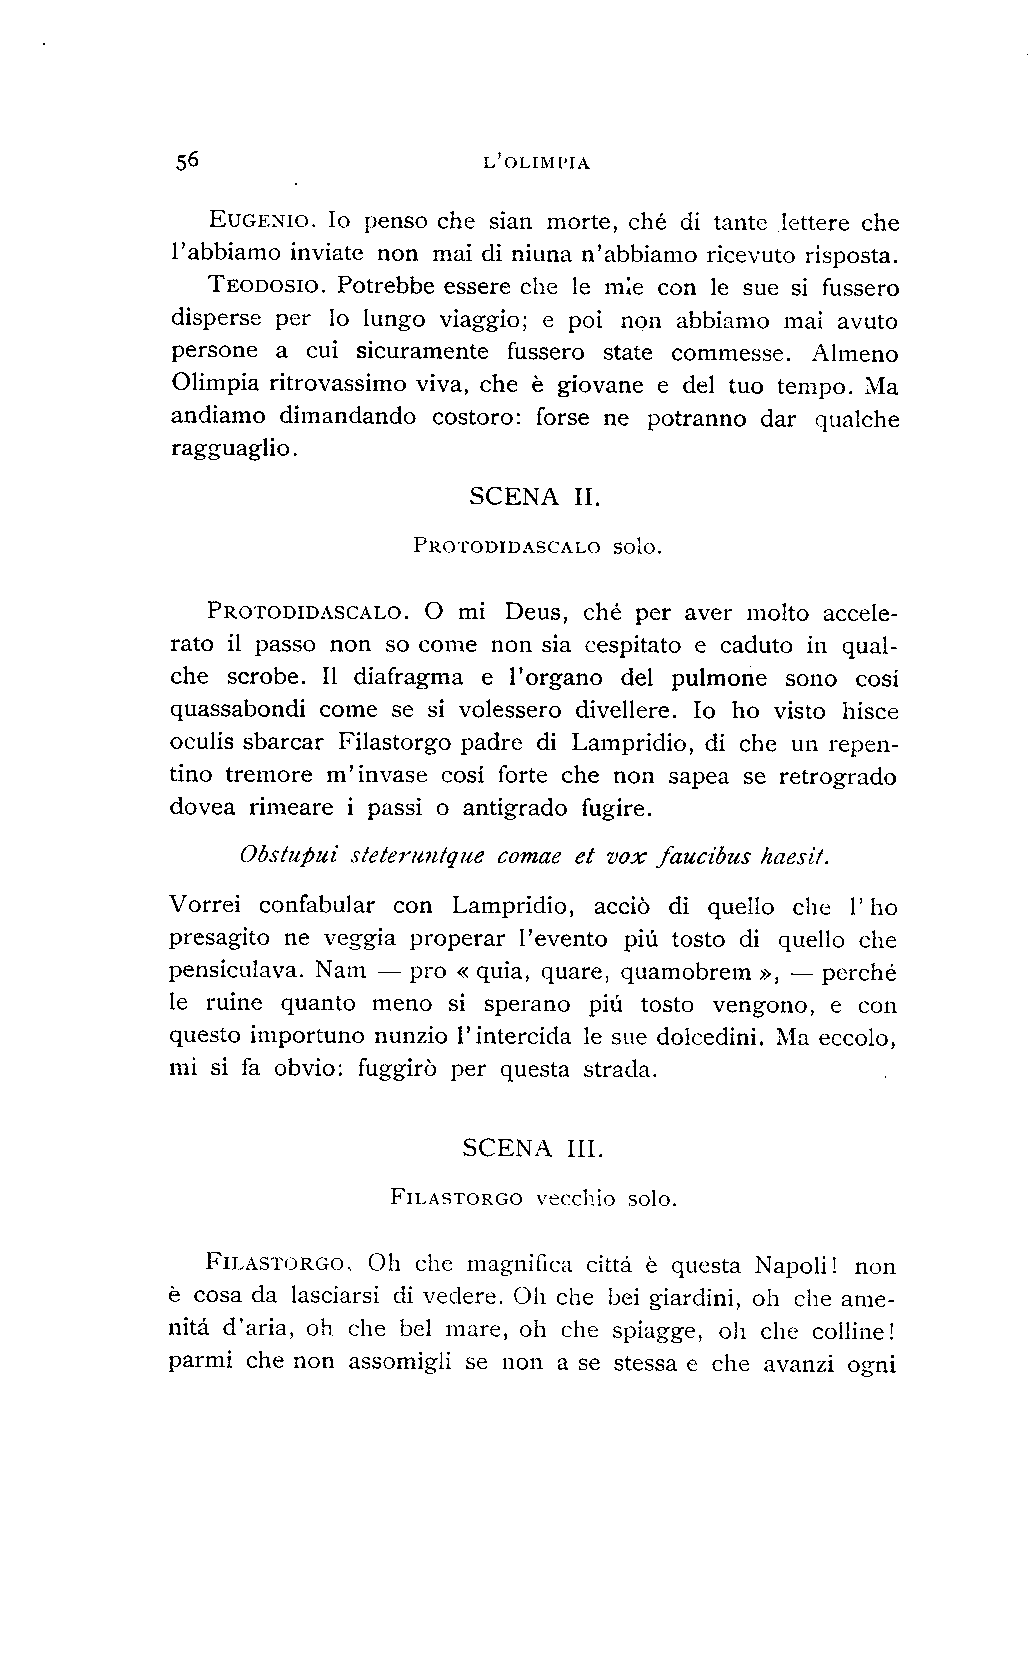 56 L'OLIMPIA
EUGENIO. Io penso che sian morte, ché di tante lettere che
l'abbiamo inviate non mai di niuna n'abbiamo ricevuto risposta.
TEODOSIO. Potrebbe essere che le mie con le sue si fussero
disperse per lo lungo viaggio; e poi non abbiamo mai avuto
persone a cui sicuramente fussero state commesse. Almeno
Olimpia ritrovassimo viva, che è giovane e del tuo tempo. Ma
andiamo dimandando costoro: forse ne potranno dar qualche
ragguaglio.
SCENA II.
PROTODIDASCALO solo.
PROTODIDASCALO. O mi Deus, ché per aver molto accele-
rato il passo non so come non sia cespitato e caduto in qual-
che scrobe. Il diafragma e l'organo del pulmone sono cosí
quassabondi come se si volessero divellere. Io ho visto hisce
oculis sbarcar Filastorgo padre di Lampridio, di che un repen-
tino tremore m'invase cosí forte che non sapea se retrogrado
dovea rimeare i passi o antigrado fugire.
Obstupui steteruntque comae et vox faucibus haesit.
Vorrei confabular con Lampridio, acciò di quello che l'ho
presagito ne veggia properar l'evento piú tosto di quello che
pensiculava. Nam — pro « quia, quare, quamobrem », — perché
le ruine quanto meno si sperano piú tosto vengono, e con
questo importuno nunzio l'intercida le sue dolcedini. Ma eccolo,
mi si fa obvio: fuggirò per questa strada.
SCENA III.
FILASTORGO vecchio solo.
FILASTORGO. Oh che magnifica cittá è questa Napoli! non
è cosa da lasciarsi di vedere. Oh che bei giardini, oh che ame-
nitá d'aria, oh che bel mare, oh che spiagge, oh che colline!
parmi che non assomigli se non a se stessa e che avanzi ogni